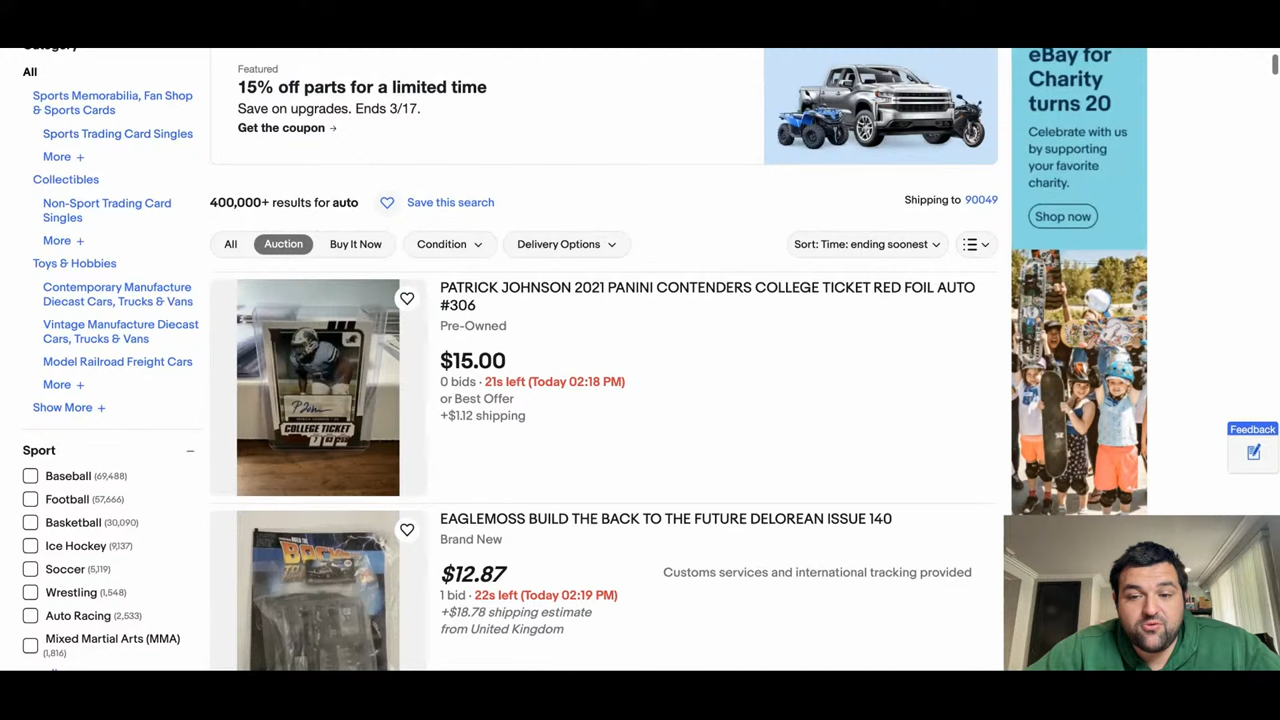 All
Sports Memorabilia, Fan Shop
& Sports Cards
Sports Trading Card Singles
More +
Collectibles
Non-Sport Trading Card
Singles
More +
Toys & Hobbies
Contemporary Manufacture
Diecast Cars, Trucks & Vans
Vintage Manufacture Diecast
Cars, Trucks & Vans
Model Railroad Freight Cars
More +
Show More +
Sport
Baseball (69,488)
Football (57,666)
Basketball (30,090)
Ice Hockey (9,137)
Soccer (5,119)
Wrestling (1,548)
Auto Racing (2,533)
Mixed Martial Arts (MMA)
(1,816)
Featured
15% off parts for a limited time
Save on upgrades. Ends 3/17.
Get the coupon →
400,000+ results for auto
Save this search
Shipping to 90049
All
Auction
Buy It Now
Condition
Delivery Options
Sort: Time: ending soonest
PATRICK JOHNSON 2021 PANINI CONTENDERS COLLEGE TICKET RED FOIL AUTO
#306
Pre-Owned
$15.00
0 bids · 21s left (Today 02:18 PM)
or Best Offer
+$1.12 shipping
COLLEGE TICKET
EAGLEMOSS BUILD THE BACK TO THE FUTURE DELOREAN ISSUE 140
Brand New
$12.87
1 bid · 22s left (Today 02:19 PM)
+$18.78 shipping estimate
from United Kingdom
Customs services and international tracking provided
BACK
eBay for
Charity
turns 20
Celebrate with us
by supporting
your favorite
charity.
Shop now
Feedback